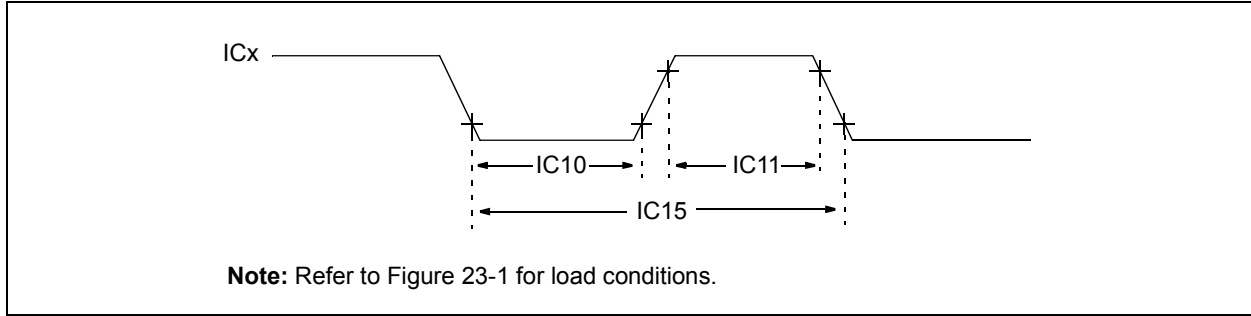 ICx
IC10
IC11
IC15
Note: Refer to Figure 23-1 for load conditions.